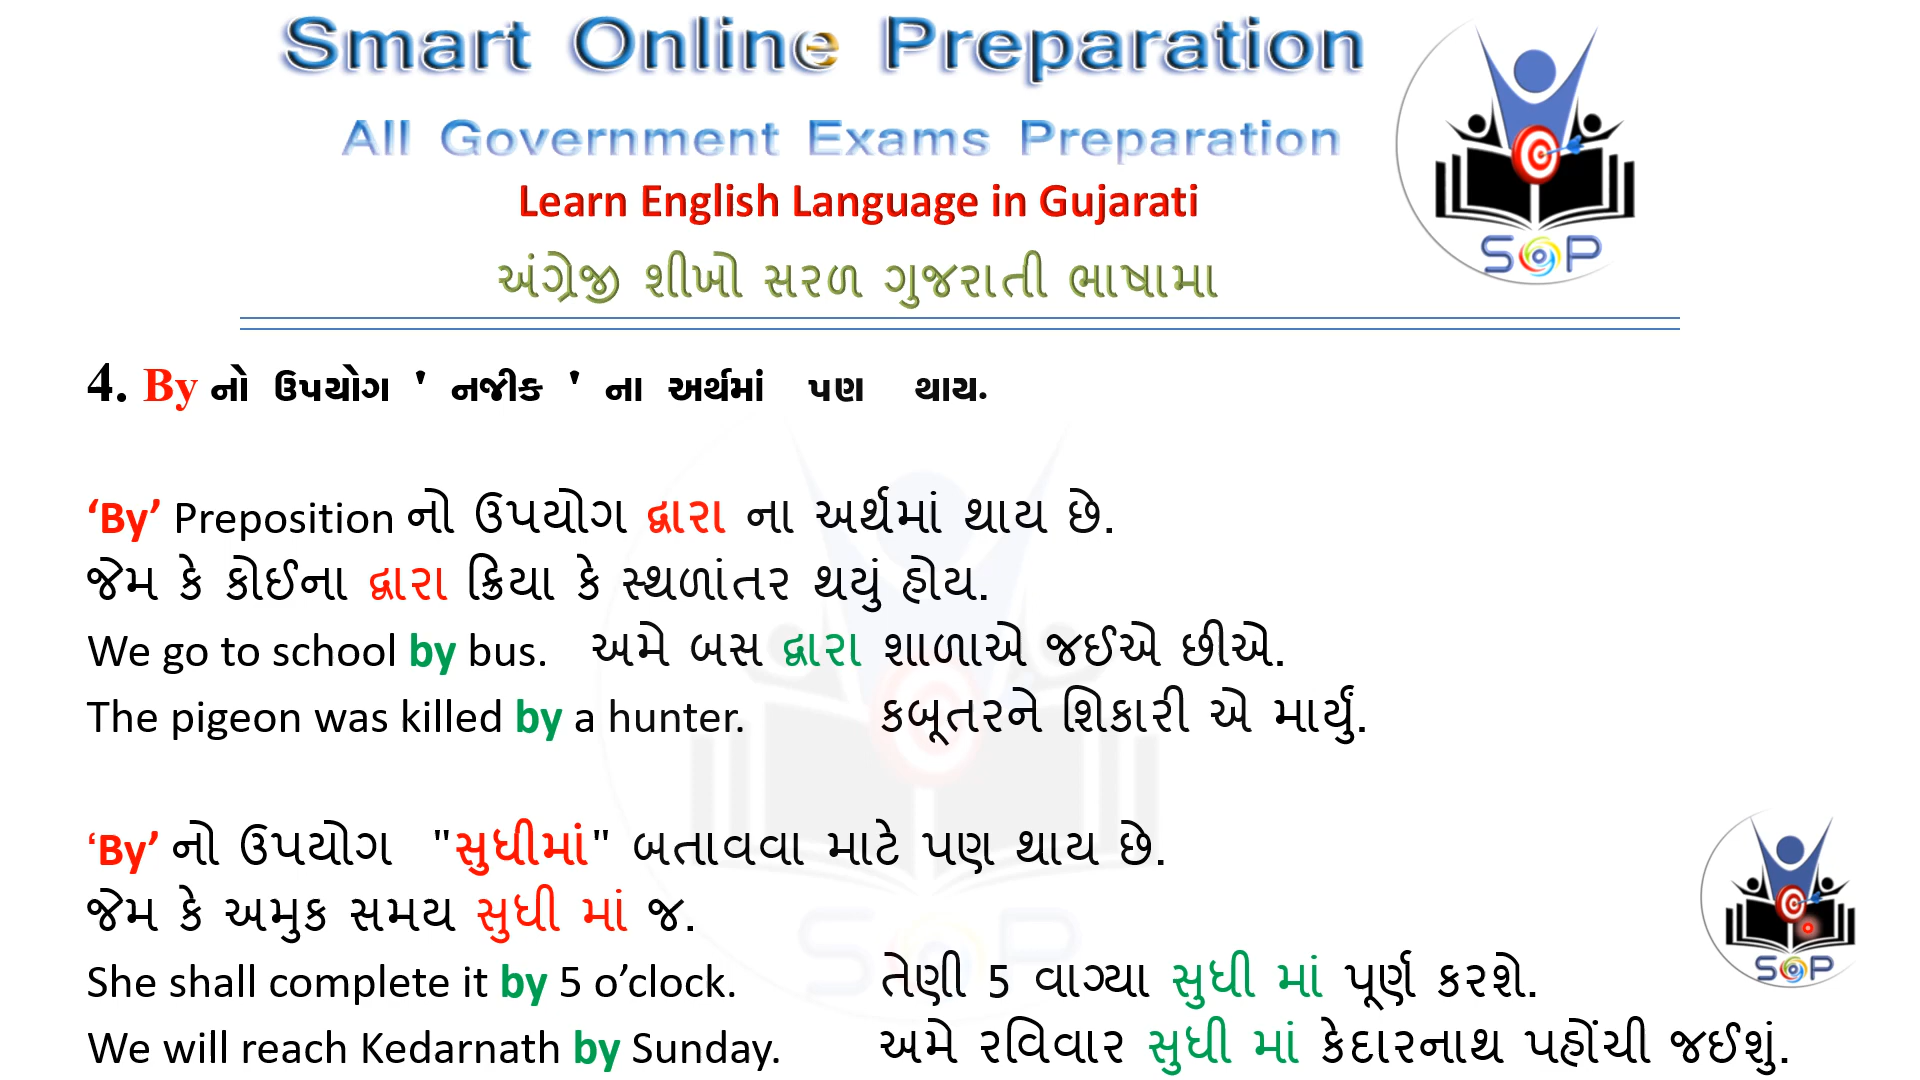 Smart Online Preparation
All Government Exams Preparation
Learn English Language in Gujarati
અંગ્રેજી શીખો સરળ ગુજરાતી ભાષામા
SOP
4. By નો ઉપયોગ ' નજીક ' ના અર્થમાં પણ થાય.
‘By’ Preposition નો ઉપયોગ દ્વારા ના અર્થમાં થાય છે.
જેમ કે કોઈના દ્વારા ક્રિયા કે સ્થળાંતર થયું હોય.
We go to school by bus. અમે બસ દ્વારા શાળાએ જઈએ છીએ.
The pigeon was killed by a hunter. કબૂતરને શિકારી એ માર્યું.
‘By’ નો ઉપયોગ "સુધીમાં" બતાવવા માટે પણ થાય છે.
જેમ કે અમુક સમય સુધી માં જ.
She shall complete it by 5 o’clock. તેણી 5 વાગ્યા સુધી માં પૂર્ણ કરશે.
We will reach Kedarnath by Sunday. અમે રવિવાર સુધી માં કેદારનાથ પહોંચી જઈશું.
SOP
SOP